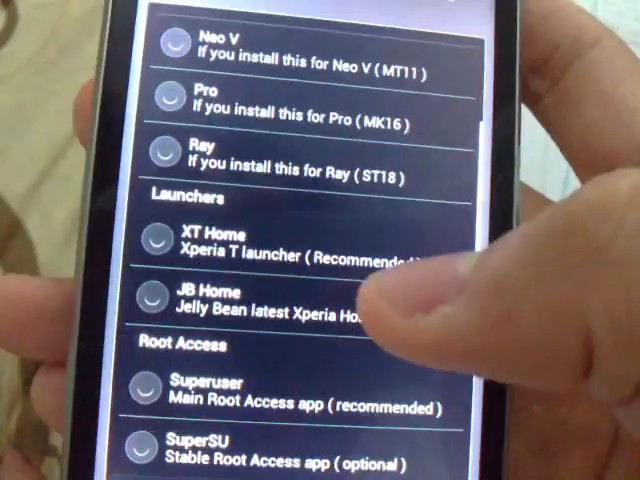 Neo V
If you install this for Neo V ( MT11 )
Pro
If you install this for Pro ( MK16 )
Ray
If you install this for Ray ( ST18 )
Launchers
XT Home
Xperia T launcher ( Recommended
JB Home
Jelly Bean latest Xperia
Root Access
Superuser
Main Root Access app ( recommended )
SuperSU
Stable Root Access app ( optional )